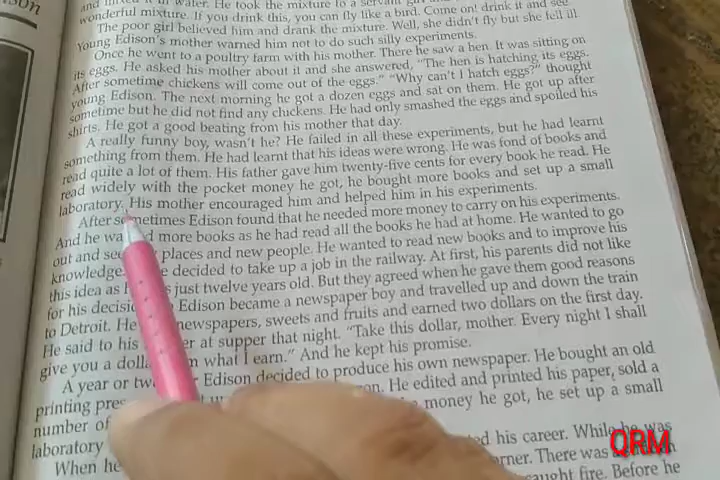 and mixed it in water. He took the mixture to a servant
wonderful mixture. If you drink this, you can fly like a bird. Come on! drink it and see
The poor girl believed him and drank the mixture. Well, she didn't fly but she fell ill.
Young Edison's mother warned him not to do such silly experiments.
Once he went to a poultry farm with his mother. There he saw a hen. It was sitting on
its eggs. He asked his mother about it and she answered, "The hen is hatching its eggs.
After sometime chickens will come out of the eggs." "Why can't I hatch eggs?" thought
young Edison. The next morning he got a dozen eggs and sat on them. He got up after
sometime but he did not find any chickens. He had only smashed the eggs and spoiled his
shirts. He got a good beating from his mother that day.
A really funny boy, wasn't he? He failed in all these experiments, but he had learnt
something from them. He had learnt that his ideas were wrong. He was fond of books and
read quite a lot of them. His father gave him twenty-five cents for every book he read. He
read widely with the pocket money he got, he bought more books and set up a small
laboratory. His mother encouraged him and helped him in his experiments.
After sometimes Edison found that he needed more money to carry on his experiments.
And he wa more books as he had read all the books he had at home. He wanted to go
out and see places and new people. He wanted to read new books and to improve his
knowledge. decided to take up a job in the railway. At first, his parents did not like
this idea as just twelve years old. But they agreed when he gave them good reasons
for his decisio Edison became a newspaper boy and travelled up and down the train
to Detroit. He newspapers, sweets and fruits and earned two dollars on the first day.
He said to his er at supper that night. "Take this dollar, mother. Every night I shall
give you a dolla n what I earn." And he kept his promise.
A year or tw Edison decided to produce his own newspaper. He bought an old
printing pres on. He edited and printed his paper, sold a
number of money he got, he set up a small
laboratory ed his career. While he was
When he rner. There was
caught fire. Before he
QRM